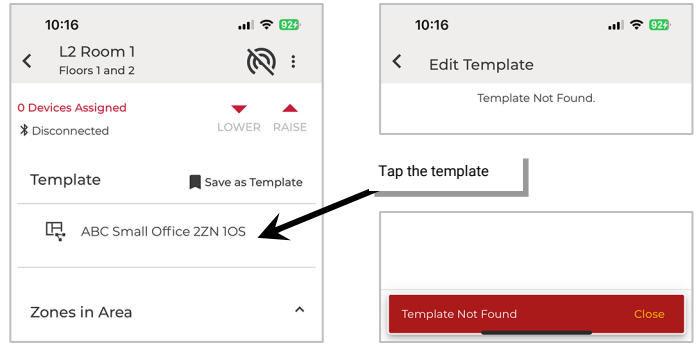 10:16
92
L2 Room 1
Floors 1 and 2
0 Devices Assigned
Disconnected
LOWER RAISE
Template
Save as Template
ABC Small Office 2ZN 1OS
Zones in Area
10:16
92
Edit Template
Template Not Found.
Tap the template
Template Not Found Close